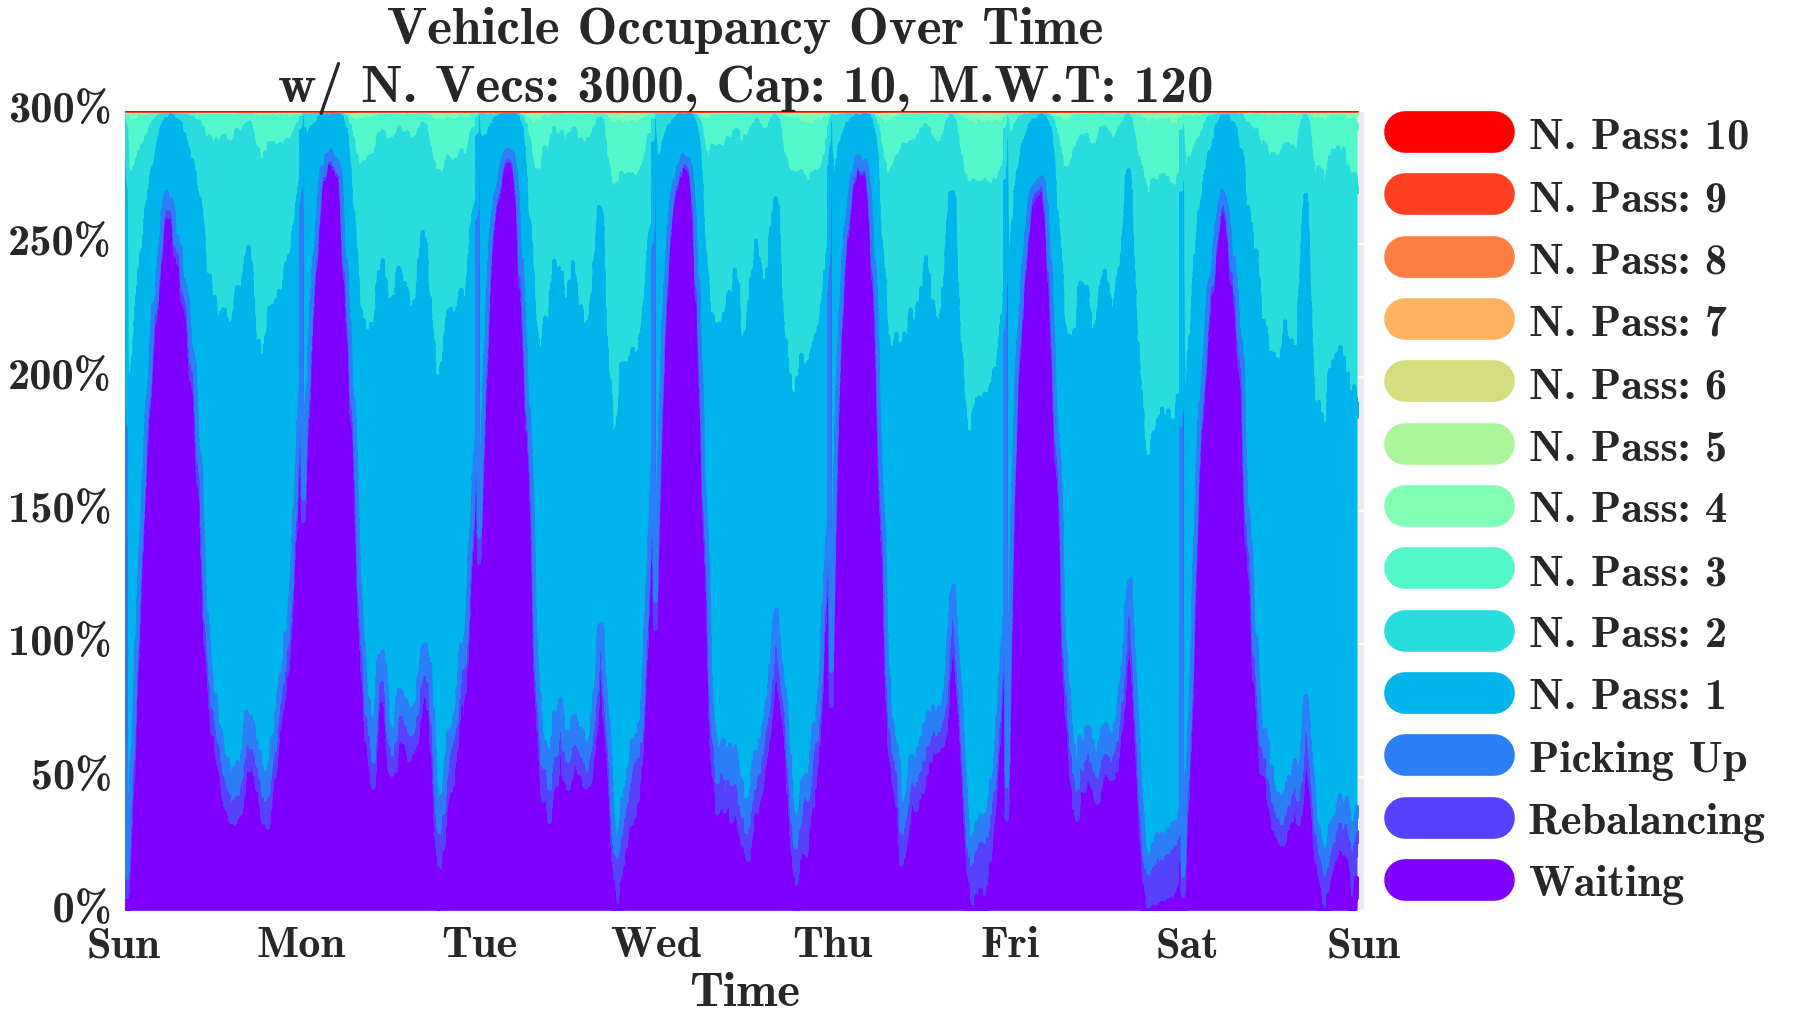 Vehicle Occupancy Over Time
w/ N. Vecs: 3000, Cap: 10, M.W.T: 120
300%
250%
200%
150%
100%
50%
0%
Sun Mon Tue Wed Thu Fri Sat Sun
Time
N. Pass: 10
N. Pass: 9
N. Pass: 8
N. Pass: 7
N. Pass: 6
N. Pass: 5
N. Pass: 4
N. Pass: 3
N. Pass: 2
N. Pass: 1
Picking Up
Rebalancing
Waiting